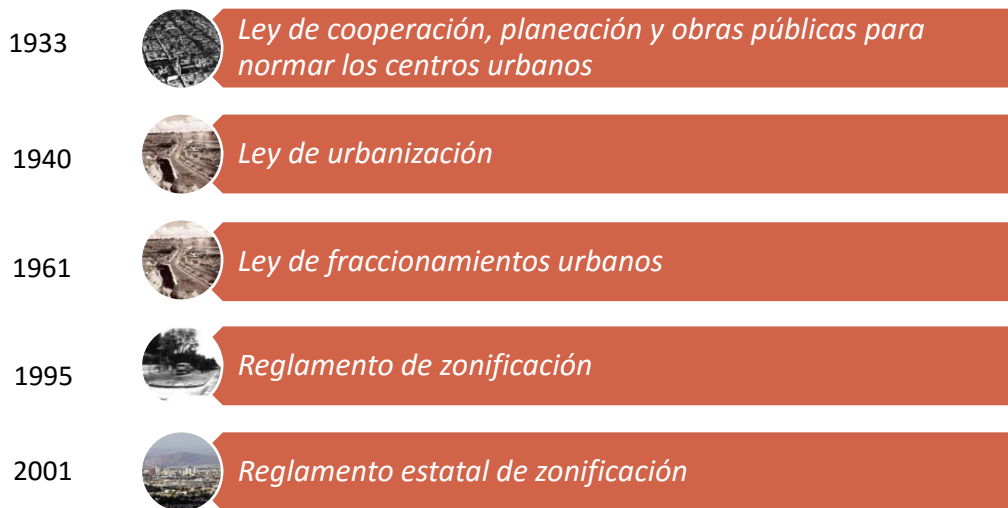 1933
Ley de cooperación, planeación y obras públicas para
normar los centros urbanos
1940
Ley de urbanización
1961
Ley de fraccionamientos urbanos
1995
Reglamento de zonificación
2001
Reglamento estatal de zonificación